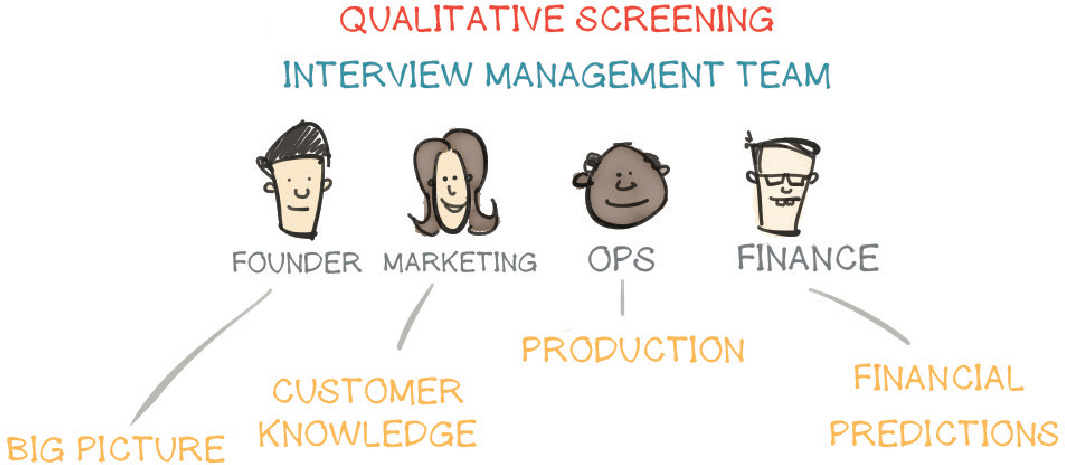 QUALITATIVE SCREENING
INTERVIEW MANAGEMENT TEAM
FOUNDER MARKETING OPS FINANCE
PRODUCTION
CUSTOMER KNOWLEDGE
FINANCIAL PREDICTIONS
BIG PICTURE